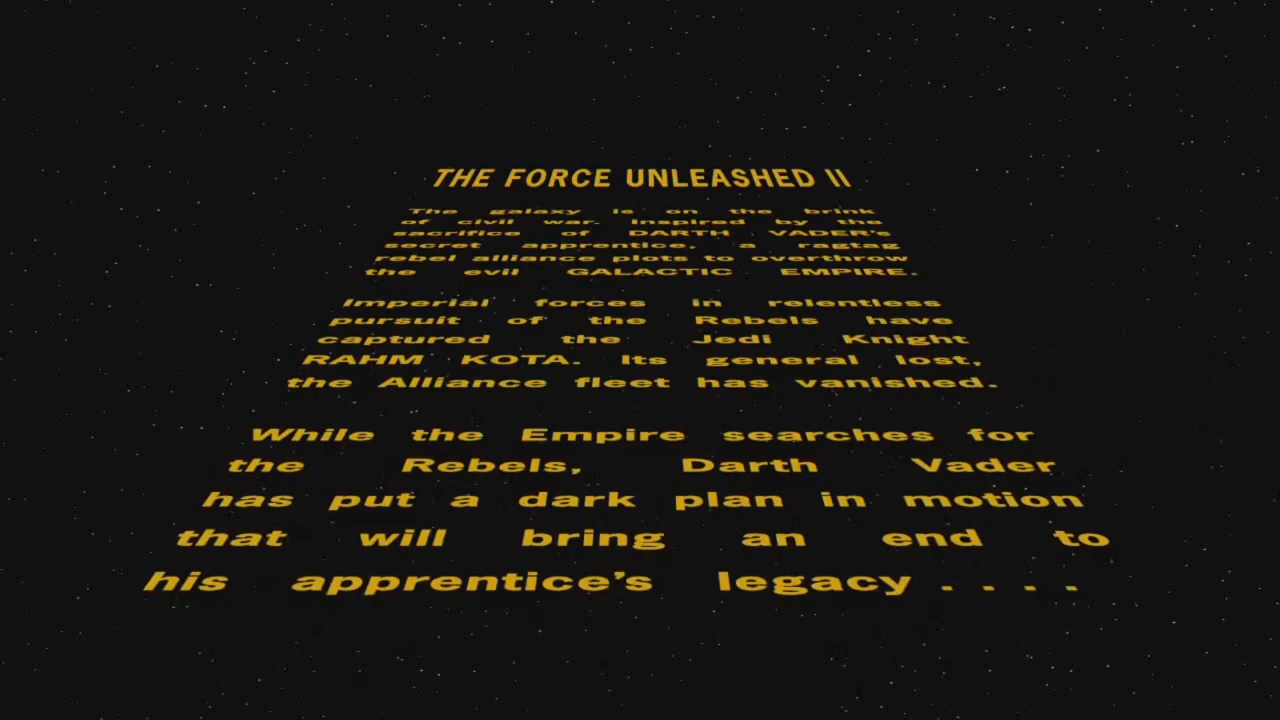 THE FORCE UNLEASHED II
The galaxy is on the brink
of civil war. Inspired by the
sacrifice of DARTH VADER's
secret apprentice, a ragtag
rebel alliance plots to overthrow
the evil GALACTIC EMPIRE.
Imperial forces in relentless
pursuit of the Rebels have
captured the Jedi Knight
RAHM KOTA. Its general lost,
the Alliance fleet has vanished.
While the Empire searches for
the Rebels, Darth Vader
has put a dark plan in motion
that will bring an end to
his apprentice's legacy . . . .